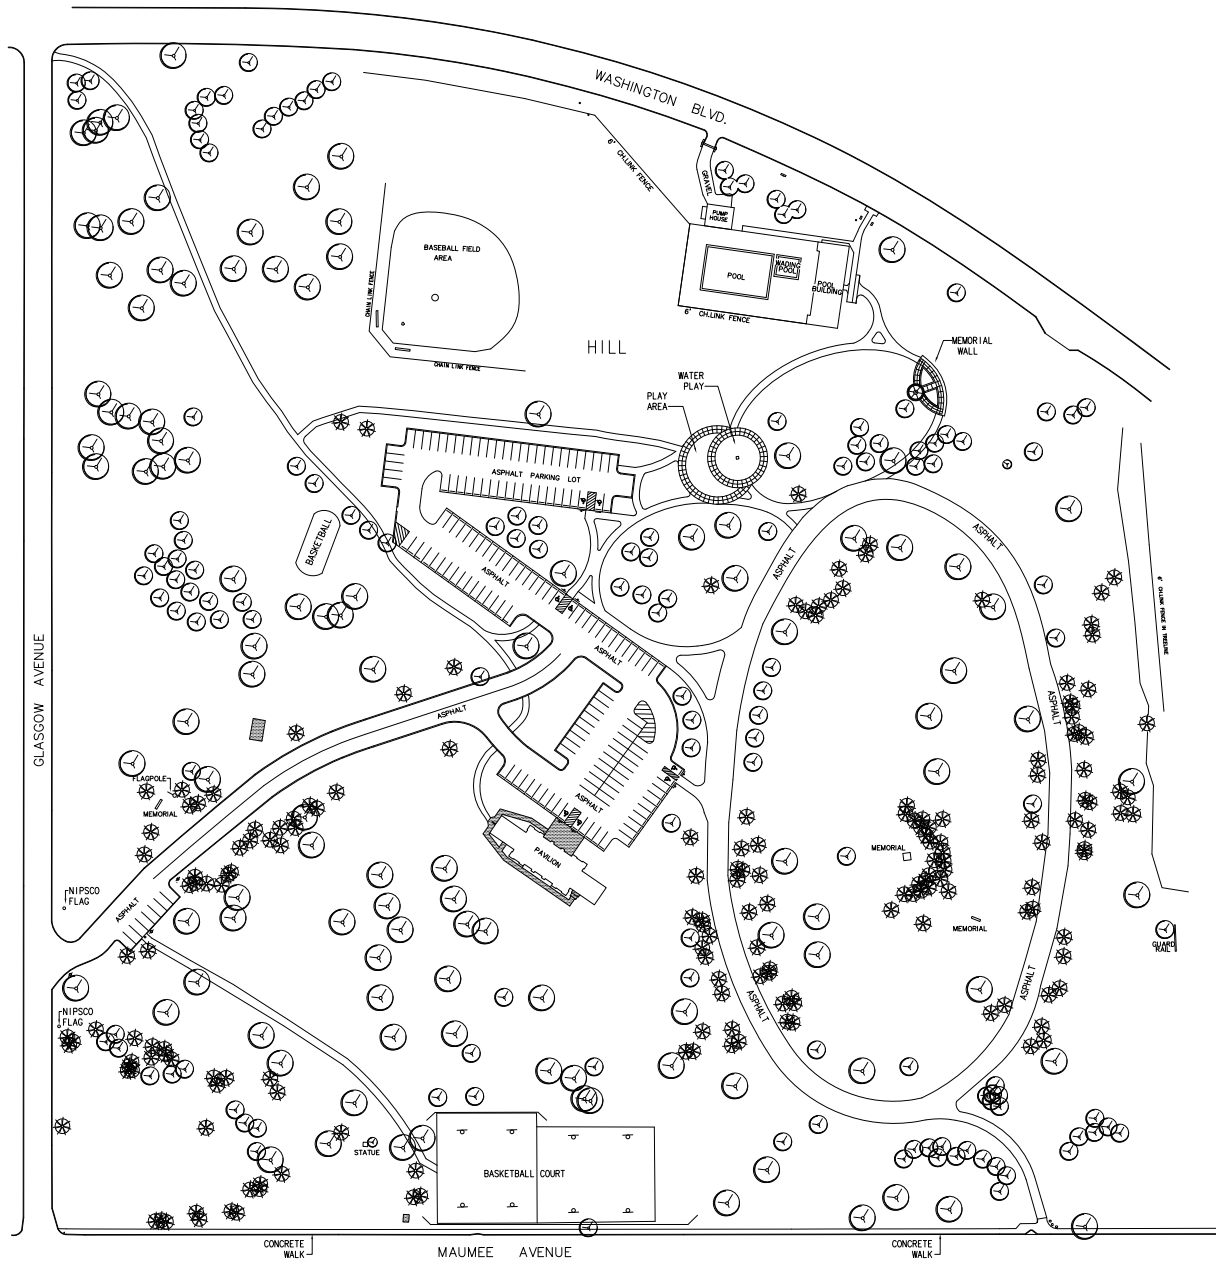 WASHINGTON BLVD.
6' CH.LINK FENCE
GRAVEL
PUMP
HOUSE
BASEBALL FIELD
AREA
POOL
WADING
POOL
POOL
BUILDING
6' CH.LINK FENCE
CHAIN LINK FENCE
CHAIN LINK FENCE
HILL
MEMORIAL
WALL
WATER
PLAY
PLAY
AREA
ASPHALT PARKING LOT
BASKETBALL
ASPHALT
ASPHALT
ASPHALT
ASPHALT
6' CH.LINK FENCE IN TREELINE
GLASGOW AVENUE
ASPHALT
ASPHALT
ASPHALT
FLAGPOLE
MEMORIAL
PAVILION
MEMORIAL
NIPSCO
FLAG
ASPHALT
MEMORIAL
GUARD
RAIL
ASPHALT
ASPHALT
NIPSCO
FLAG
STATUE
BASKETBALL COURT
CONCRETE
WALK
MAUMEE AVENUE
CONCRETE
WALK